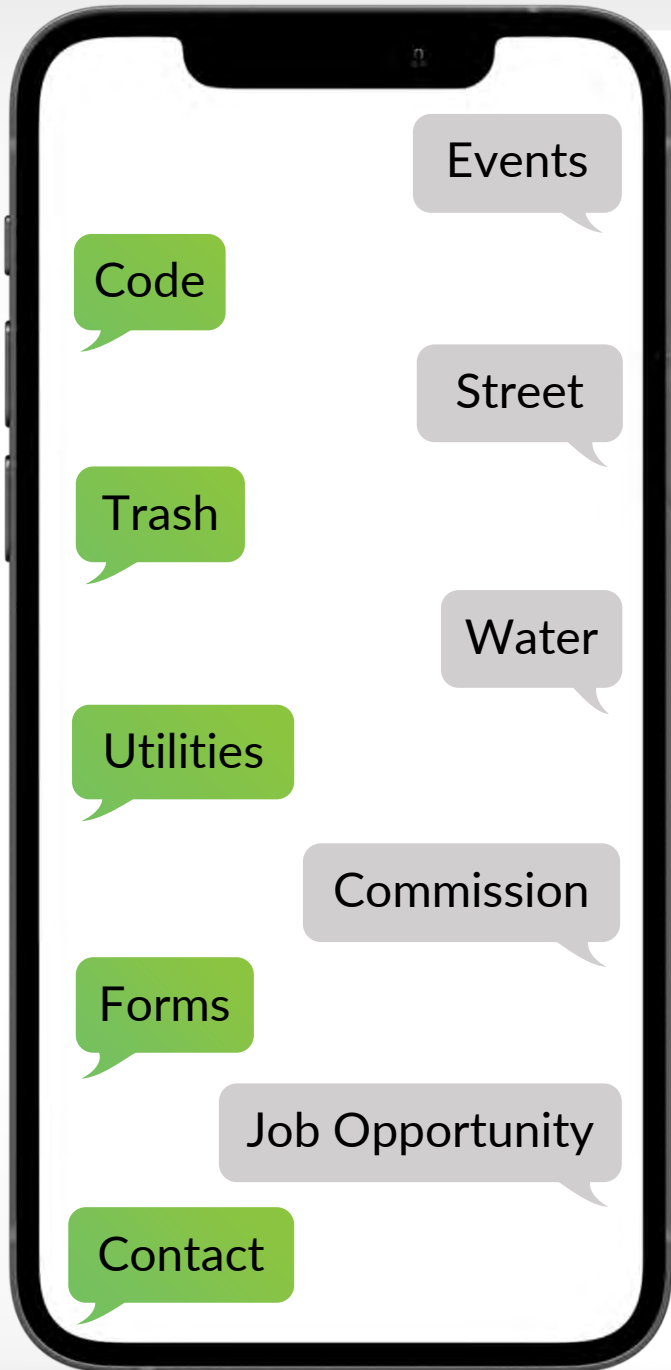 Events
Code
Street
Trash
Water
Utilities
Commission
Forms
Job Opportunity
Contact